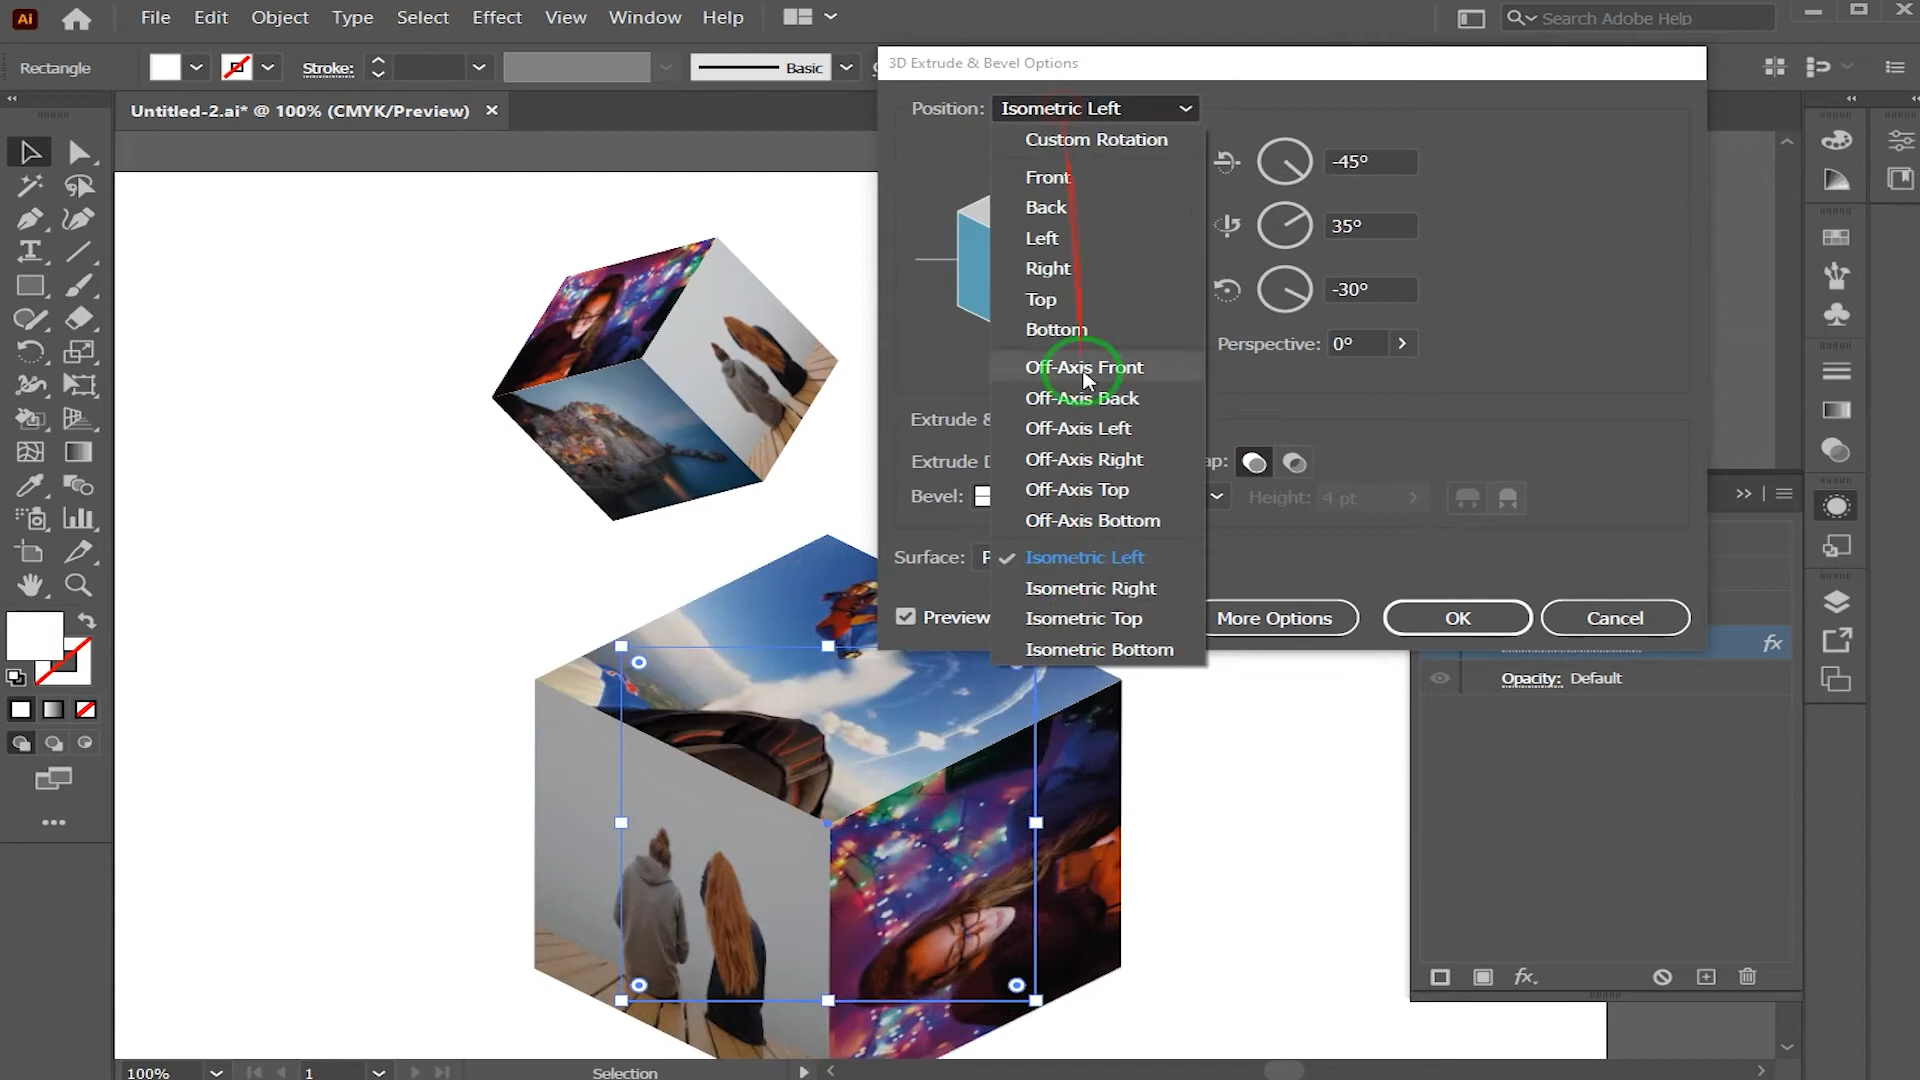 Ai File Edit Object Type Select Effect View Window Help Search Adobe Help
Rectangle Stroke: Basic
3D Extrude & Bevel Options
Untitled-2.ai* @ 100% (CMYK/Preview)
Position: Isometric Left
Custom Rotation
Front
Back
Left
Right
Top
Bottom
Off-Axis Front
Off-Axis Back
Off-Axis Left
Off-Axis Right
Off-Axis Top
Off-Axis Bottom
Isometric Left
Isometric Right
Isometric Top
Isometric Bottom
-45°
35°
-30°
Perspective: 0°
Extrude &
Extrude D
ap:
Bevel: Height: 4 pt
Surface: P
Preview More Options OK Cancel
fx
Opacity: Default
fx.
100% 1 Selection